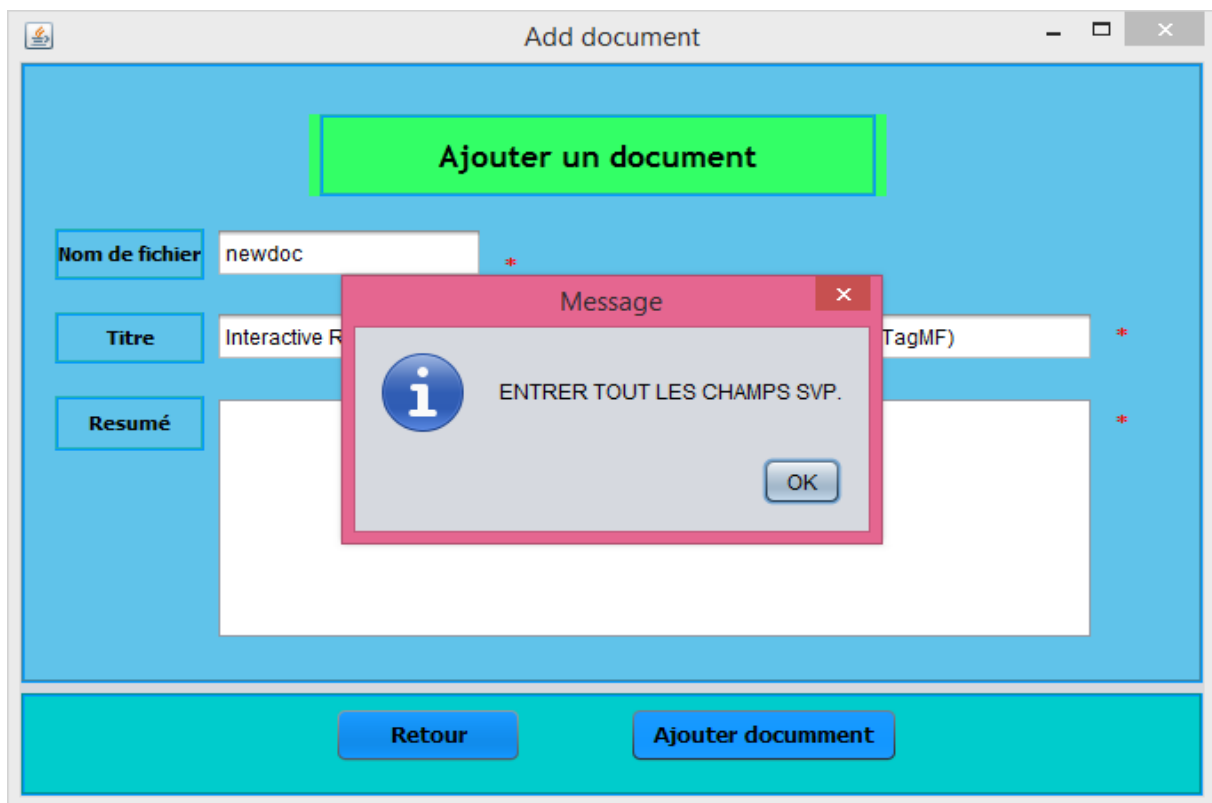 Add document
Ajouter un document
Nom de fichier newdoc *
Message
Titre Interactive R TagMF) *
ENTRER TOUT LES CHAMPS SVP.
Resumé *
OK
Retour Ajouter documment